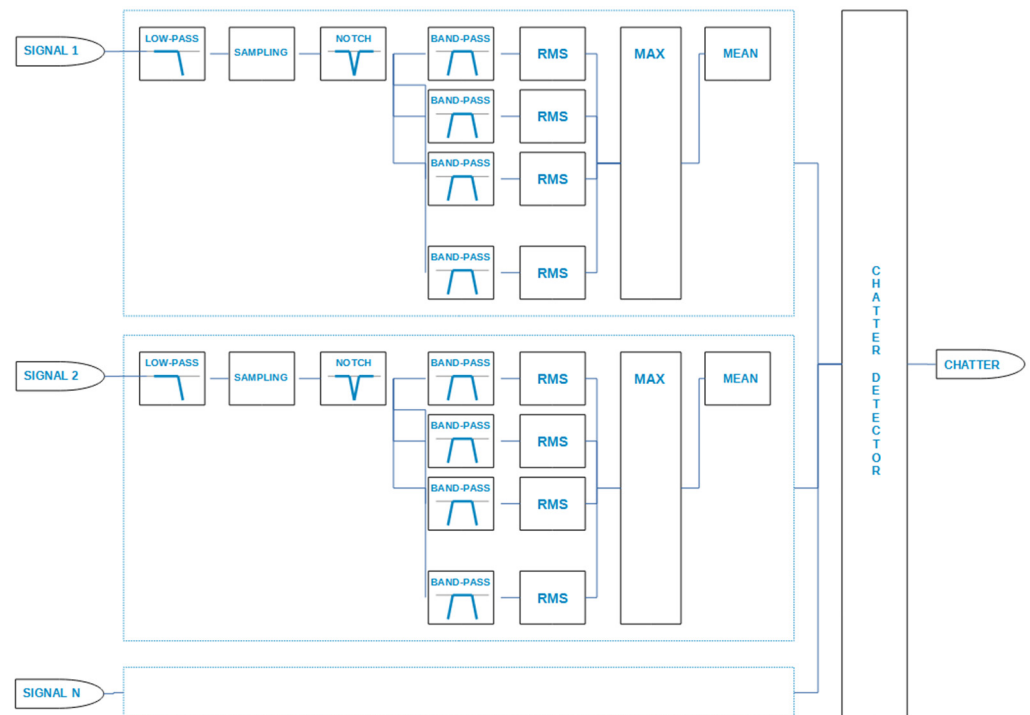 SIGNAL 1
LOW-PASS
SAMPLING
NOTCH
BAND-PASS
RMS
MAX
MEAN
BAND-PASS
RMS
BAND-PASS
RMS
BAND-PASS
RMS
SIGNAL 2
LOW-PASS
SAMPLING
NOTCH
BAND-PASS
RMS
MAX
MEAN
BAND-PASS
RMS
BAND-PASS
RMS
BAND-PASS
RMS
SIGNAL N
CHATTER DETECTOR
CHATTER